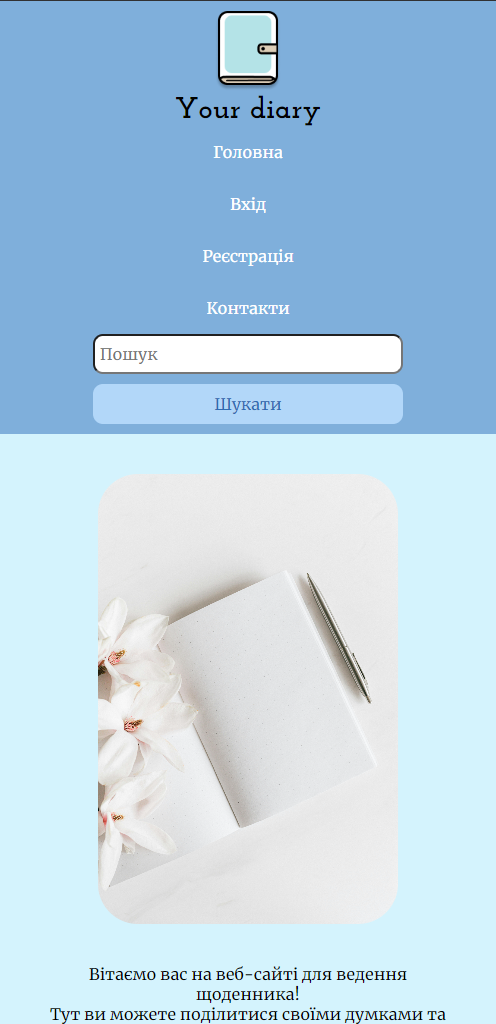 Your diary
Головна
Вхід
Реєстрація
Контакти
Пошук
Шукати
Вітаємо вас на веб-сайті для ведення
щоденника!
Тут ви можете поділитися своїми думками та